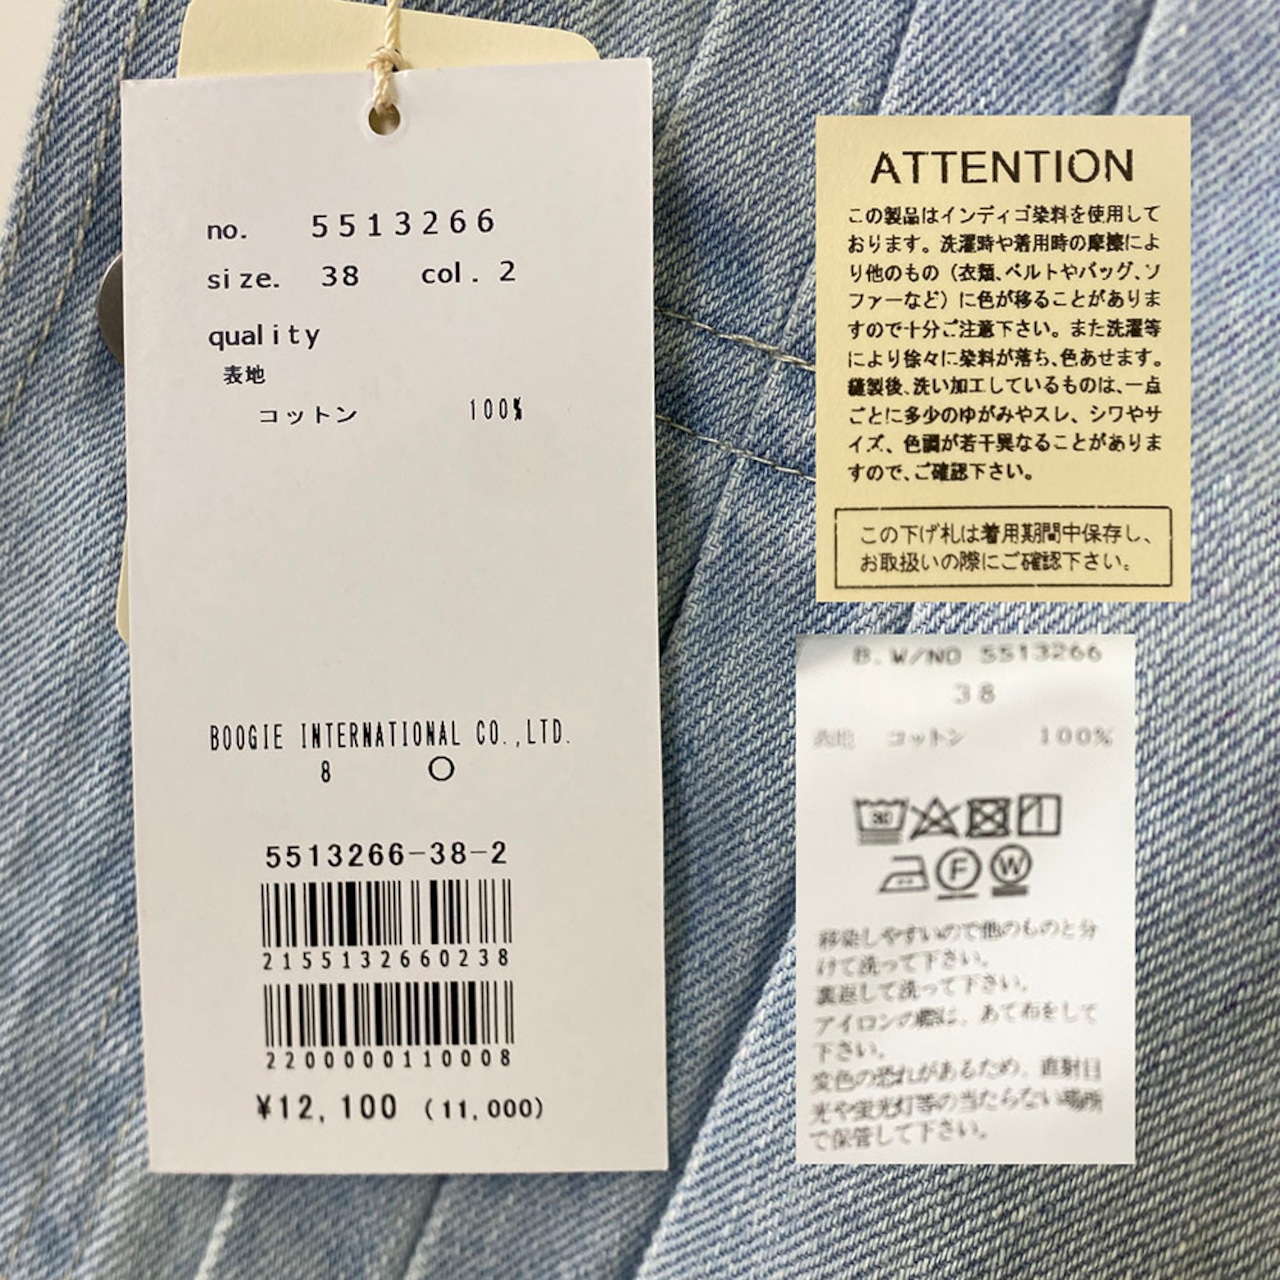 no. 5513266
size. 38 col. 2
quality
表地
コットン 100%
BOOGIE INTERNATIONAL CO.,LTD.
8 ○
5513266-38-2
2155132660238
2200000110008
¥12,100 (11,000)
ATTENTION
この製品はインディゴ染料を使用して
おります。洗濯時や着用時の摩擦によ
り他のもの（衣類、ベルトやバッグ、ソ
ファーなど）に色が移ることがありま
すので十分ご注意下さい。また洗濯等
により徐々に染料が落ち、色あせます。
縫製後、洗い加工しているものは、一点
ごとに多少のゆがみやスレ、シワやサ
イズ、色調が若干異なることがありま
すので、ご確認下さい。
この下げ札は着用期間中保存し、
お取扱いの際にご確認下さい。
B.W/NO 5513266
38
表地 コットン 100%
30
F W
移染しやすいので他のものと分
けて洗って下さい。
裏返して洗って下さい。
アイロンの際は、あて布をして
下さい。
変色の恐れがあるため、直射日
光や蛍光灯等の当たらない場所
で保管して下さい。